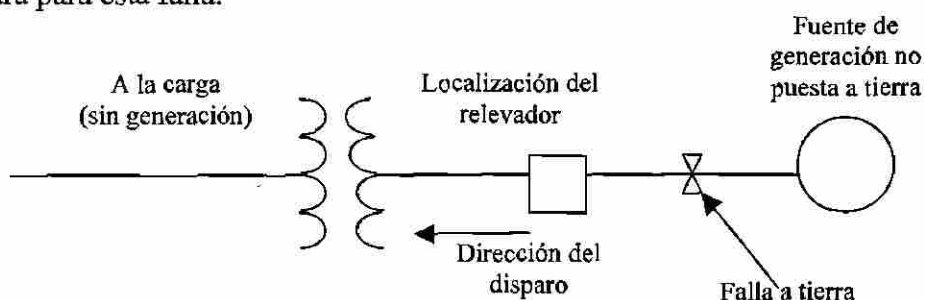 para esta falla.
Fuente de
generación no
puesta a tierra
A la carga
(sin generación)
Localización del
relevador
Dirección del
disparo
Falla a tierra